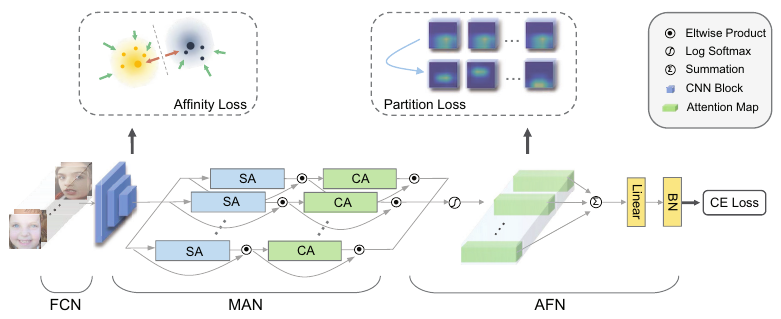 Affinity Loss
Partition Loss
Eltwise Product
Log Softmax
Σ Summation
CNN Block
Attention Map
SA
CA
SA
CA
SA
CA
∫
Σ
Linear
BN
CE Loss
FCN
MAN
AFN